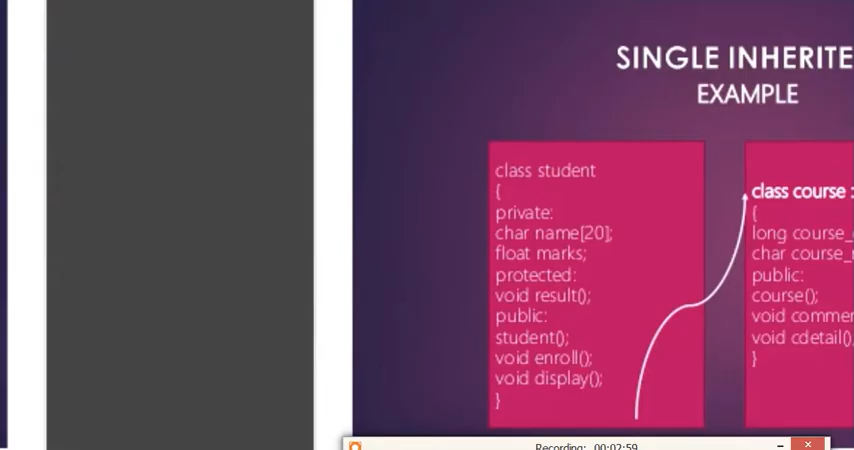 SINGLE INHERITE
EXAMPLE
class student
{
private:
char name[20];
float marks;
protected:
void result();
public:
student();
void enroll();
void display();
}
class course :
{
long course_
char course_
public:
course();
void commen
void cdetail();
}
Recording: 00:02:59